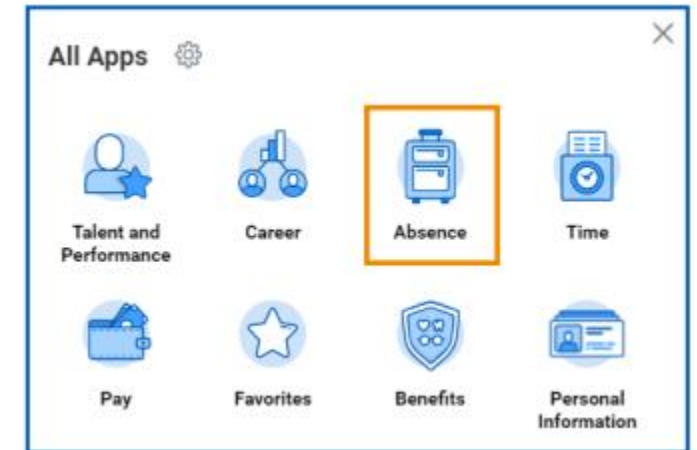 All Apps
Talent and
Performance
Career
Absence
Time
Pay
Favorites
Benefits
Personal
Information